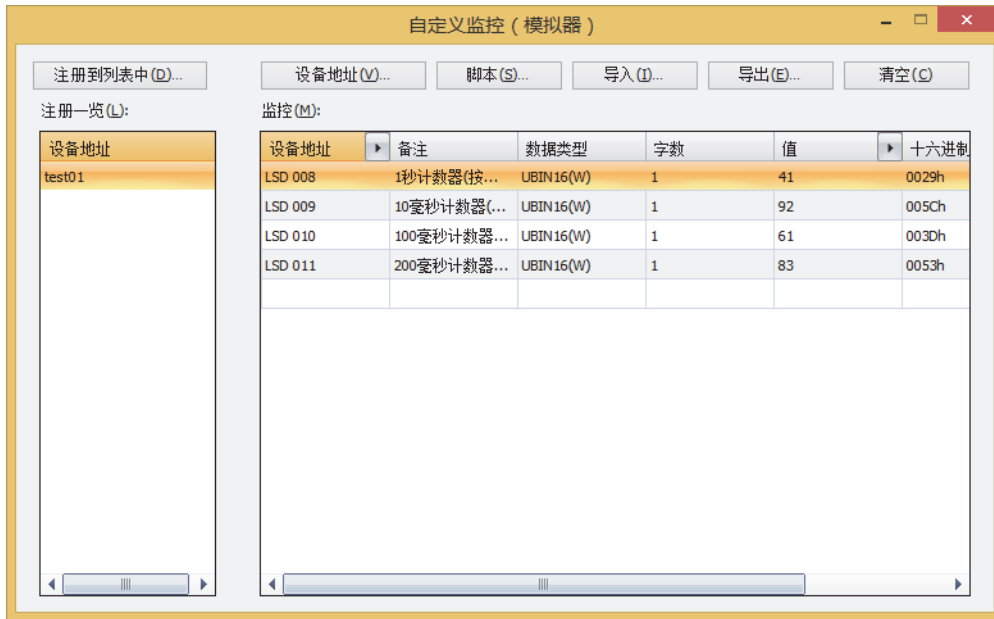 自定义监控（模拟器）
注册到列表中(D)... 设备地址(V)... 脚本(S)... 导入(I)... 导出(E)... 清空(C)
注册一览(L): 监控(M):
设备地址 设备地址 备注 数据类型 字数 值 十六进制
test01 LSD 008 1秒计数器(按... UBIN16(W) 1 41 0029h
LSD 009 10毫秒计数器(... UBIN16(W) 1 92 005Ch
LSD 010 100毫秒计数器... UBIN16(W) 1 61 003Dh
LSD 011 200毫秒计数器... UBIN16(W) 1 83 0053h